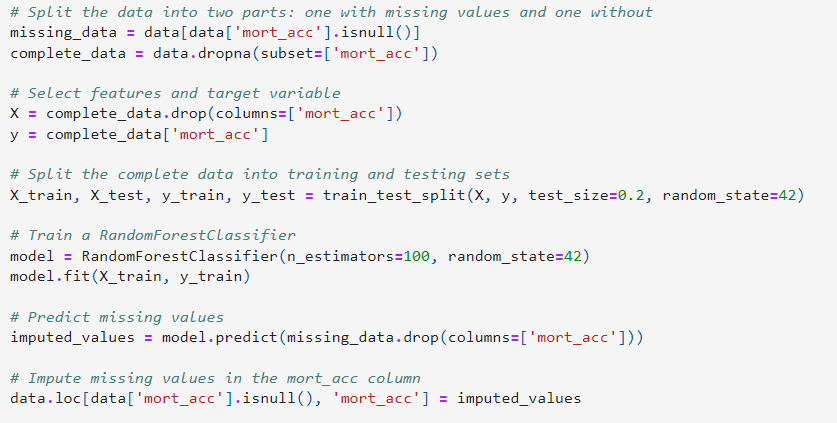 # Split the data into two parts: one with missing values and one without
missing_data = data[data['mort_acc'].isnull()]
complete_data = data.dropna(subset=['mort_acc'])

# Select features and target variable
X = complete_data.drop(columns=['mort_acc'])
y = complete_data['mort_acc']

# Split the complete data into training and testing sets
X_train, X_test, y_train, y_test = train_test_split(X, y, test_size=0.2, random_state=42)

# Train a RandomForestClassifier
model = RandomForestClassifier(n_estimators=100, random_state=42)
model.fit(X_train, y_train)

# Predict missing values
imputed_values = model.predict(missing_data.drop(columns=['mort_acc']))

# Impute missing values in the mort_acc column
data.loc[data['mort_acc'].isnull(), 'mort_acc'] = imputed_values